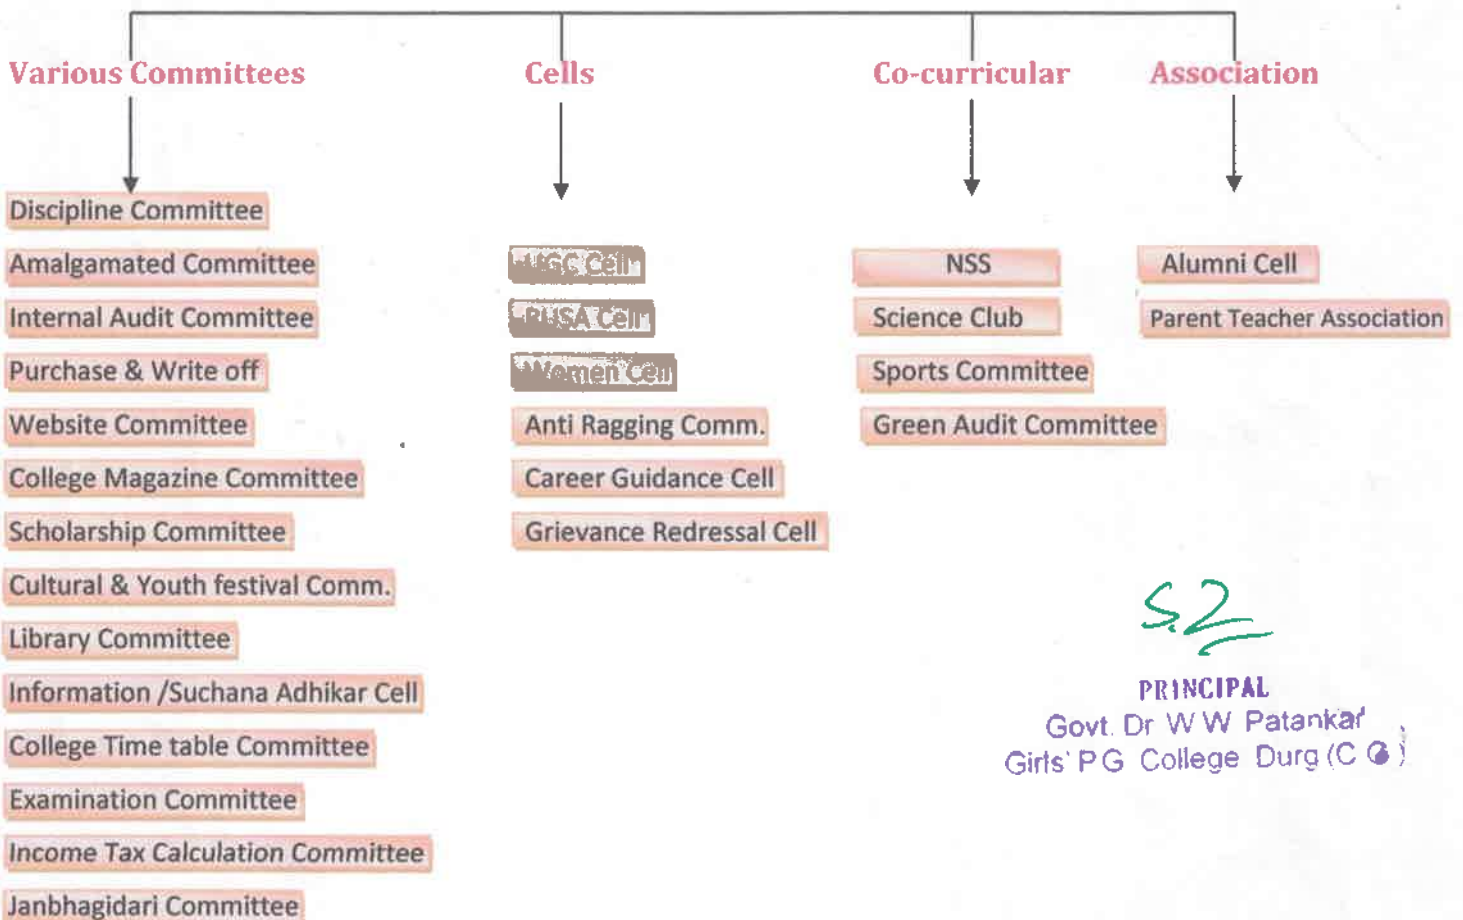 Various Committees
Cells
Co-curricular
Association
Discipline Committee
Amalgamated Committee
Internal Audit Committee
Purchase & Write off
Website Committee
College Magazine Committee
Scholarship Committee
Cultural & Youth festival Comm.
Library Committee
Information /Suchana Adhikar Cell
College Time table Committee
Examination Committee
Income Tax Calculation Committee
Janbhagidari Committee
UGC Cell
RUSA Cell
Women Cell
Anti Ragging Comm.
Career Guidance Cell
Grievance Redressal Cell
NSS
Science Club
Sports Committee
Green Audit Committee
Alumni Cell
Parent Teacher Association
PRINCIPAL
Govt. Dr W W Patankar
Girls' PG College Durg (C